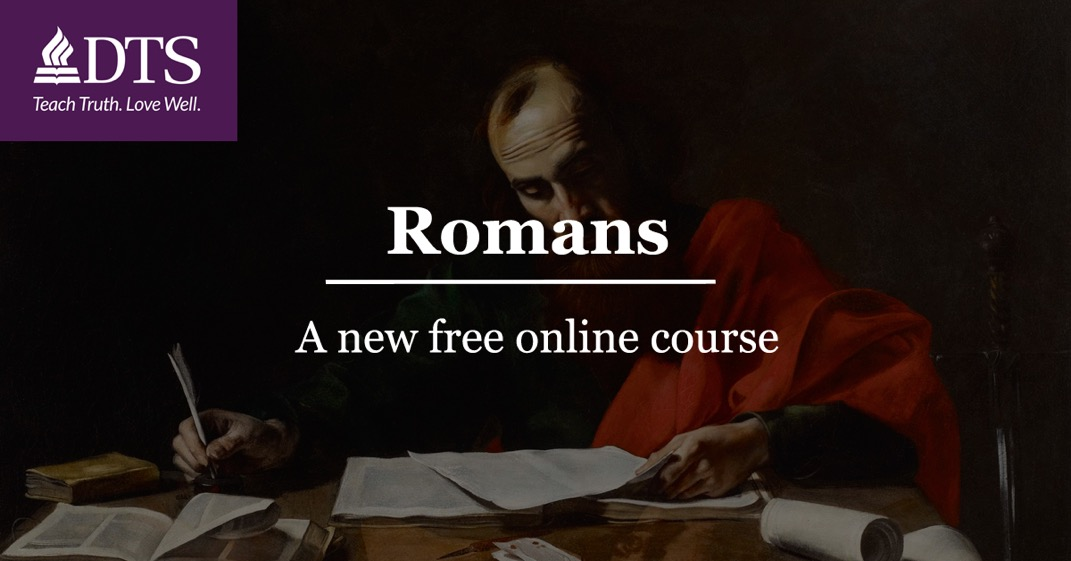 DTS
Teach Truth. Love Well.
Romans
A new free online course